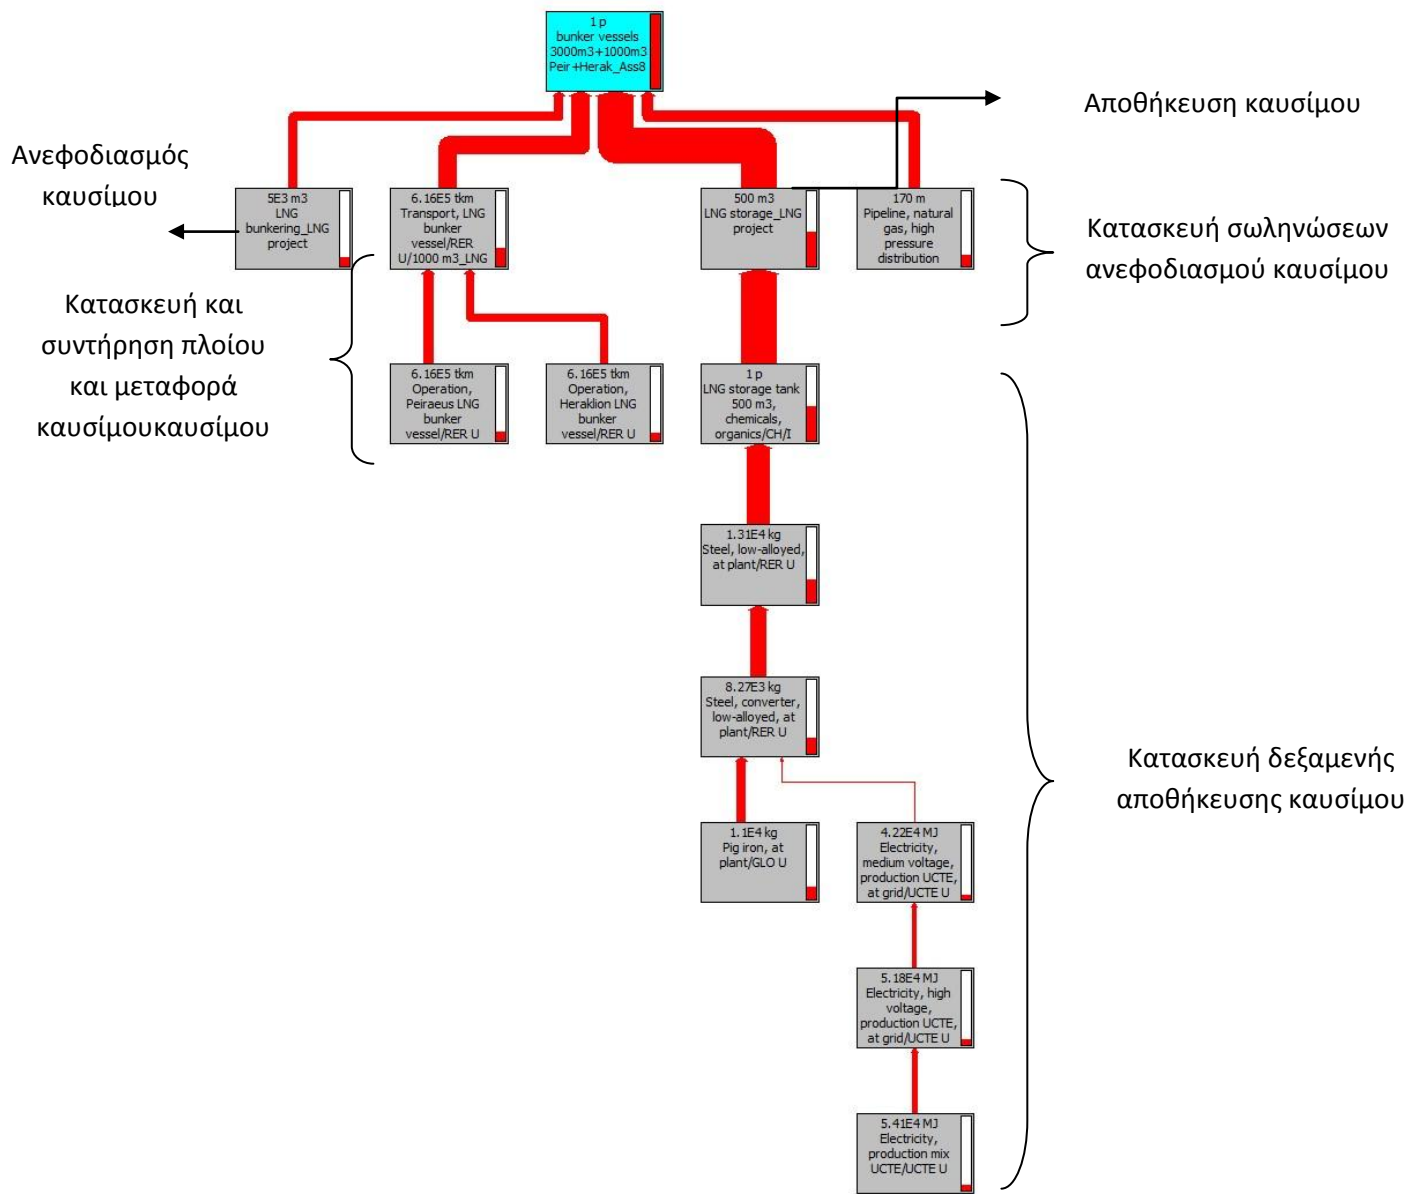 1 p
bunker vessels
3000m3+1000m3
Peir+Herak_Ass8
Αποθήκευση καυσίμου
Ανεφοδιασμός
καυσίμου
5E3 m3
LNG
bunkering_LNG
project
6.16E5 tkm
Transport, LNG
bunker
vessel/RER
U/1000 m3_LNG
500 m3
LNG storage_LNG
project
170 m
Pipeline, natural
gas, high
pressure
distribution
Κατασκευή σωληνώσεων
ανεφοδιασμού καυσίμου
Κατασκευή και
συντήρηση πλοίου
και μεταφορά
καυσίμουκαυσίμου
6.16E5 tkm
Operation,
Peiraeus LNG
bunker
vessel/RER U
6.16E5 tkm
Operation,
Heraklion LNG
bunker
vessel/RER U
1 p
LNG storage tank
500 m3,
chemicals,
organics/CH/I
1.31E4 kg
Steel, low-alloyed,
at plant/RER U
8.27E3 kg
Steel, converter,
low-alloyed, at
plant/RER U
Κατασκευή δεξαμενής
αποθήκευσης καυσίμου
1.1E4 kg
Pig iron, at
plant/GLO U
4.22E4 MJ
Electricity,
medium voltage,
production UCTE,
at grid/UCTE U
5.18E4 MJ
Electricity, high
voltage,
production UCTE,
at grid/UCTE U
5.41E4 MJ
Electricity,
production mix
UCTE/UCTE U